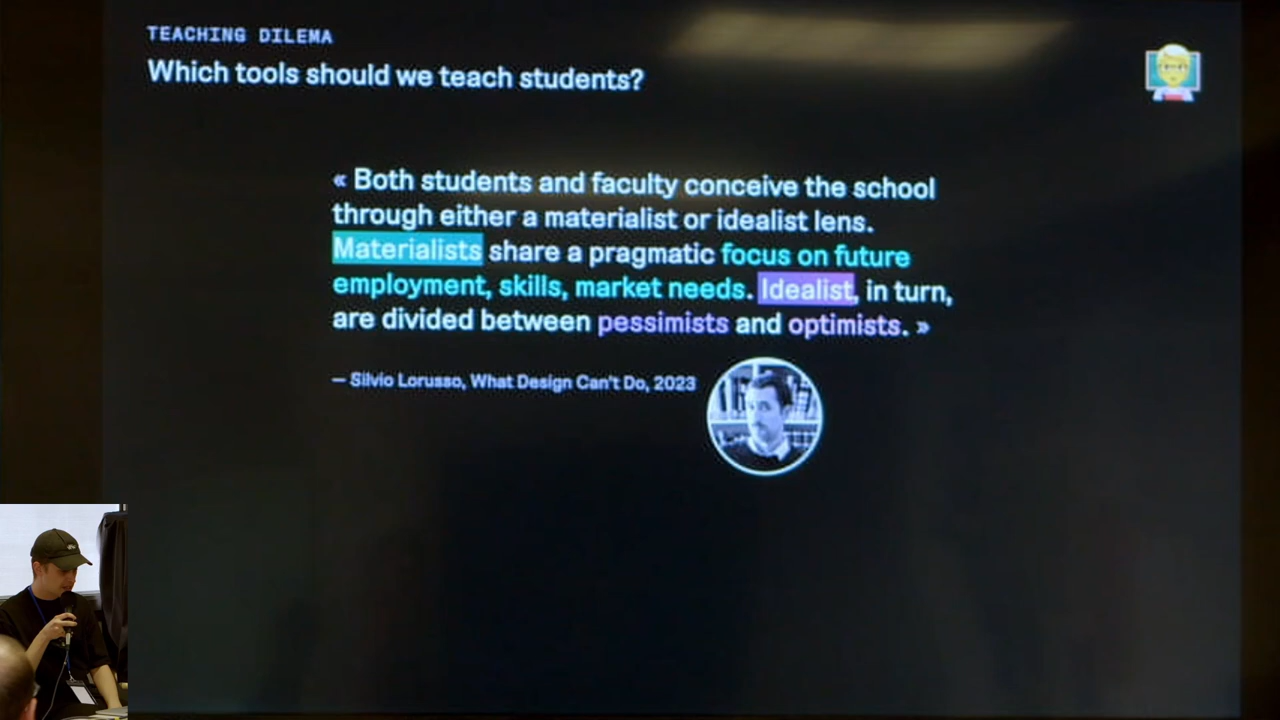 TEACHING DILEMA
Which tools should we teach students?
« Both students and faculty conceive the school
through either a materialist or idealist lens.
Materialists share a pragmatic focus on future
employment, skills, market needs. Idealist, in turn,
are divided between pessimists and optimists. »
— Silvio Lorusso, What Design Can't Do, 2023